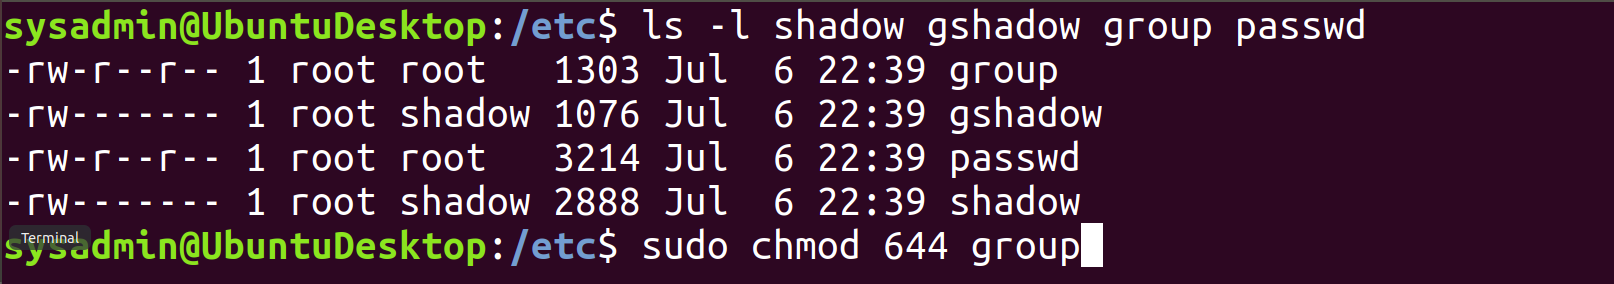 sysadmin@UbuntuDesktop:/etc$ ls -l shadow gshadow group passwd
-rw-r--r-- 1 root root   1303 Jul  6 22:39 group
-rw------- 1 root shadow 1076 Jul  6 22:39 gshadow
-rw-r--r-- 1 root root   3214 Jul  6 22:39 passwd
-rw------- 1 root shadow 2888 Jul  6 22:39 shadow
Terminal
sysadmin@UbuntuDesktop:/etc$ sudo chmod 644 group